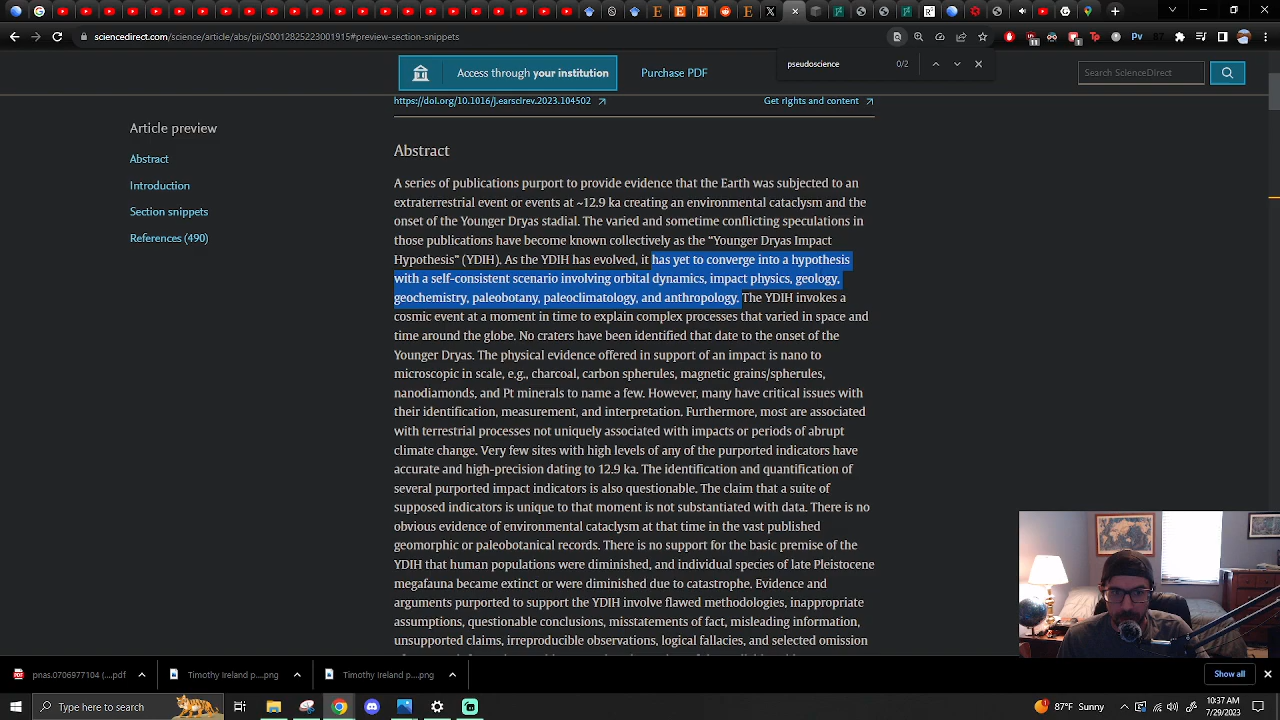 sciencedirect.com/science/article/abs/pii/S0012825223001915#preview-section-snippets
pseudoscience 0/2
Access through your institution
Purchase PDF
Search ScienceDirect
https://doi.org/10.1016/j.earscirev.2023.104502
Get rights and content
Article preview
Abstract
Introduction
Section snippets
References (490)
Abstract
A series of publications purport to provide evidence that the Earth was subjected to an
extraterrestrial event or events at ~12.9 ka creating an environmental cataclysm and the
onset of the Younger Dryas stadial. The varied and sometime conflicting speculations in
those publications have become known collectively as the “Younger Dryas Impact
Hypothesis” (YDIH). As the YDIH has evolved, it has yet to converge into a hypothesis
with a self-consistent scenario involving orbital dynamics, impact physics, geology,
geochemistry, paleobotany, paleoclimatology, and anthropology. The YDIH invokes a
cosmic event at a moment in time to explain complex processes that varied in space and
time around the globe. No craters have been identified that date to the onset of the
Younger Dryas. The physical evidence offered in support of an impact is nano to
microscopic in scale, e.g., charcoal, carbon spherules, magnetic grains/spherules,
nanodiamonds, and Pt minerals to name a few. However, many have critical issues with
their identification, measurement, and interpretation. Furthermore, most are associated
with terrestrial processes not uniquely associated with impacts or periods of abrupt
climate change. Very few sites with high levels of any of the purported indicators have
accurate and high-precision dating to 12.9 ka. The identification and quantification of
several purported impact indicators is also questionable. The claim that a suite of
supposed indicators is unique to that moment is not substantiated with data. There is no
obvious evidence of environmental cataclysm at that time in the vast published
geomorphic or paleobotanical records. There is no support for the basic premise of the
YDIH that human populations were diminished, and individual species of late Pleistocene
megafauna became extinct or were diminished due to catastrophe. Evidence and
arguments purported to support the YDIH involve flawed methodologies, inappropriate
assumptions, questionable conclusions, misstatements of fact, misleading information,
unsupported claims, irreproducible observations, logical fallacies, and selected omission
pnas.0706977104 (....pdf
Timothy Ireland p....png
Timothy Ireland p....png
Show all
Type here to search
87°F Sunny
10:37 AM
7/29/2023